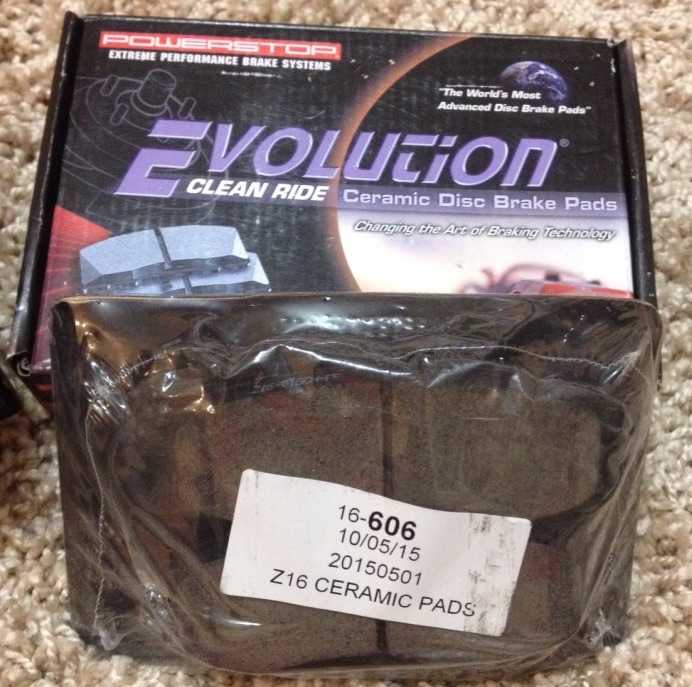 POWERSTOP
EXTREME PERFORMANCE BRAKE SYSTEMS
"The World's Most
Advanced Disc Brake Pads"
EVOLUTiON®
CLEAN RIDE Ceramic Disc Brake Pads
Changing the Art of Braking Technology
16-606
10/05/15
20150501
Z16 CERAMIC PADS